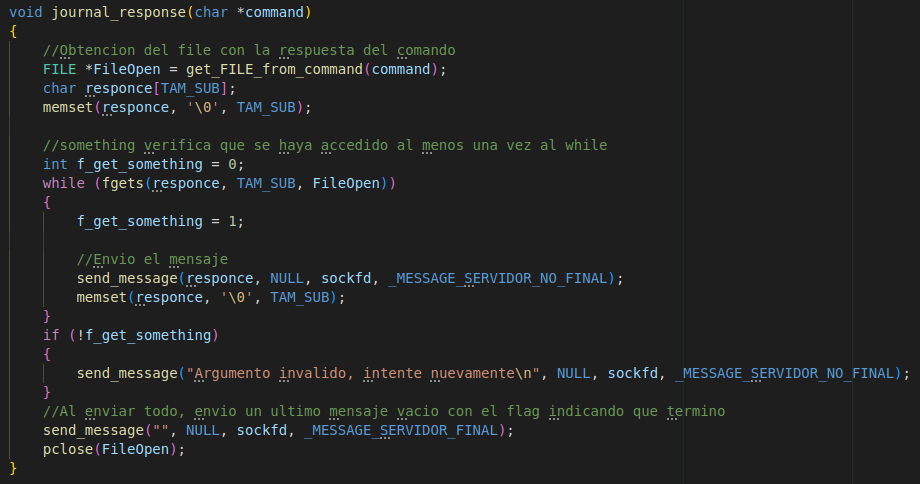 void journal_response(char *command)
{
    //Obtencion del file con la respuesta del comando
    FILE *FileOpen = get_FILE_from_command(command);
    char responce[TAM_SUB];
    memset(responce, '\0', TAM_SUB);

    //something verifica que se haya accedido al menos una vez al while
    int f_get_something = 0;
    while (fgets(responce, TAM_SUB, FileOpen))
    {
        f_get_something = 1;

        //Envio el mensaje
        send_message(responce, NULL, sockfd, _MESSAGE_SERVIDOR_NO_FINAL);
        memset(responce, '\0', TAM_SUB);
    }
    if (!f_get_something)
    {
        send_message("Argumento invalido, intente nuevamente\n", NULL, sockfd, _MESSAGE_SERVIDOR_NO_FINAL);
    }
    //Al enviar todo, envio un ultimo mensaje vacio con el flag indicando que termino
    send_message("", NULL, sockfd, _MESSAGE_SERVIDOR_FINAL);
    pclose(FileOpen);
}